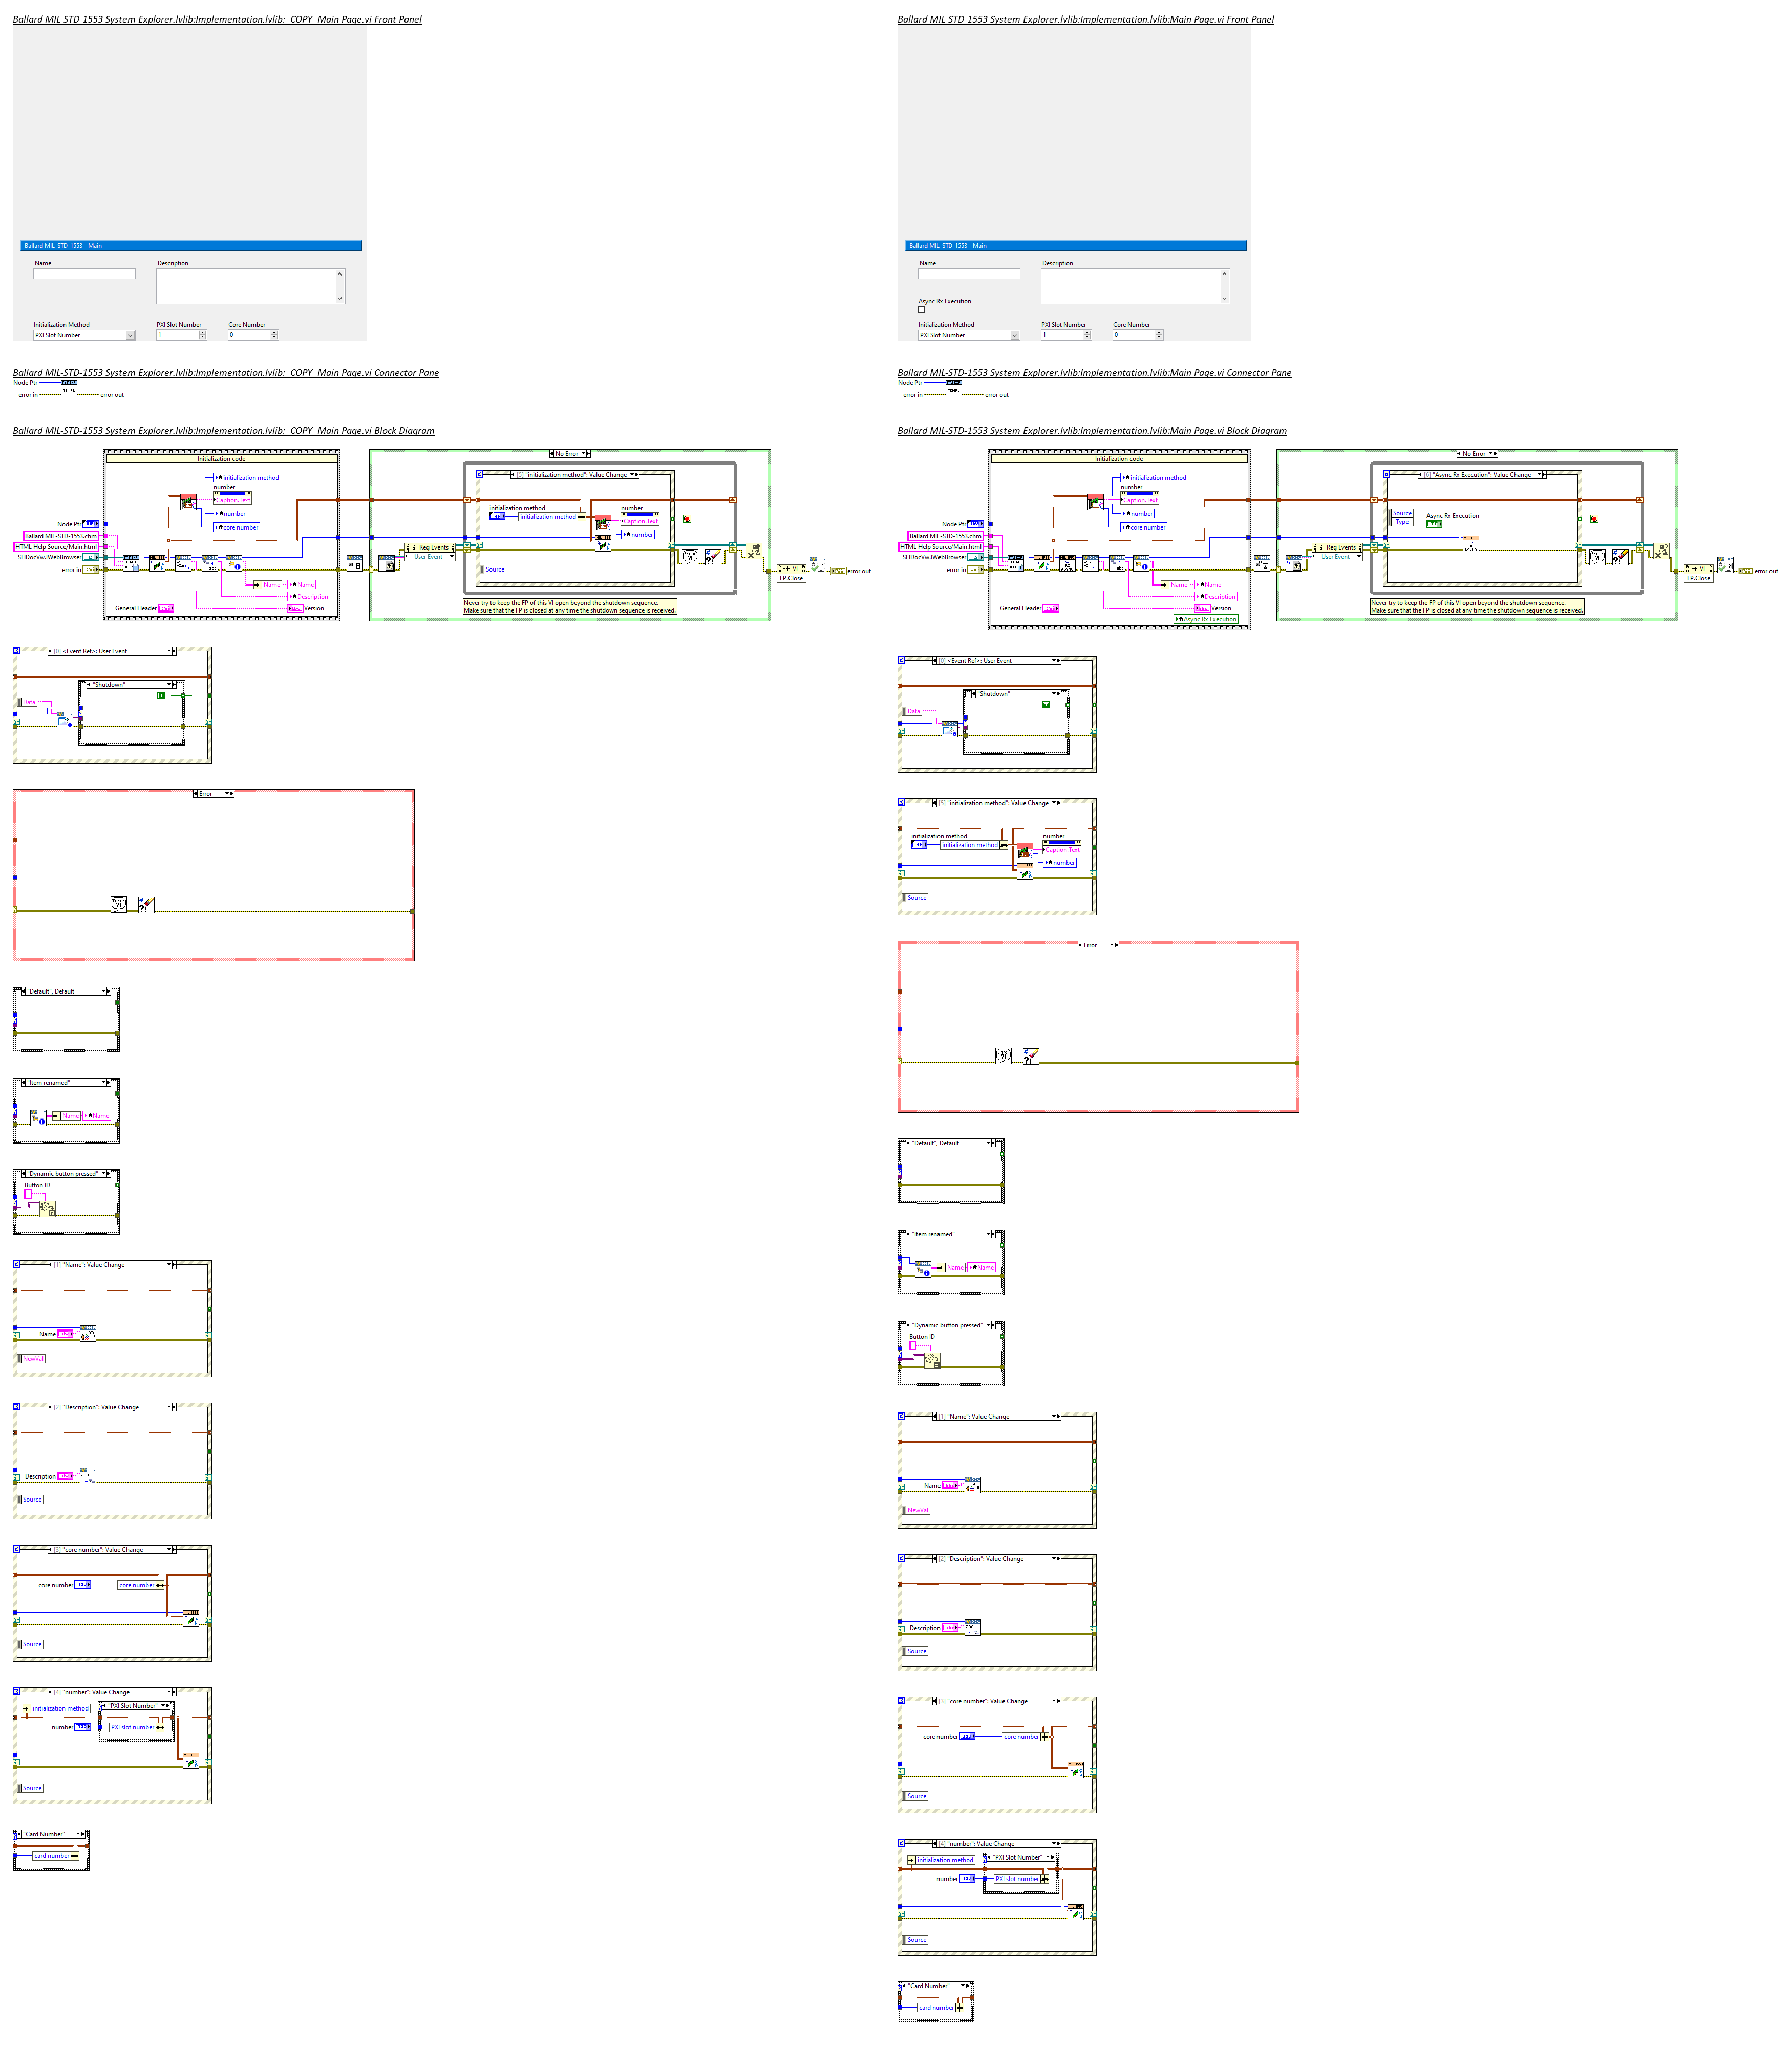 Ballard MIL-STD-1553 System Explorer.lvlib:Implementation.lvlib:_COPY_Main Page.vi Front Panel
Ballard MIL-STD-1553 - Main
Name
Description
Initialization Method
PXI Slot Number
Core Number
PXI Slot Number
1
0
Ballard MIL-STD-1553 System Explorer.lvlib:Implementation.lvlib:_COPY_Main Page.vi Connector Pane
Node Ptr
error in
error out
Ballard MIL-STD-1553 System Explorer.lvlib:Implementation.lvlib:_COPY_Main Page.vi Block Diagram
Initialization code
initialization method
number
Caption.Text
number
core number
Node Ptr
Ballard MIL-STD-1553.chm
HTML Help Source/Main.html
SHDocVw.IWebBrowser
error in
General Header
Name
Name
Description
Version
No Error
Reg Events
User Event
[5] "initialization method": Value Change
initialization method
initialization method
number
Caption.Text
number
Source
Never try to keep the FP of this VI open beyond the shutdown sequence.
Make sure that the FP is closed at any time the shutdown sequence is received.
VI
FP.Close
error out
[0] <Event Ref>: User Event
"Shutdown"
Data
Error
"Default", Default
"Item renamed"
Name
Name
"Dynamic button pressed"
Button ID
[1] "Name": Value Change
Name
NewVal
[2] "Description": Value Change
Description
Source
[3] "core number": Value Change
core number
core number
Source
[4] "number": Value Change
initialization method
"PXI Slot Number"
number
PXI slot number
Source
"Card Number"
card number
Ballard MIL-STD-1553 System Explorer.lvlib:Implementation.lvlib:Main Page.vi Front Panel
Ballard MIL-STD-1553 - Main
Name
Description
Async Rx Execution
Initialization Method
PXI Slot Number
Core Number
PXI Slot Number
1
0
Ballard MIL-STD-1553 System Explorer.lvlib:Implementation.lvlib:Main Page.vi Connector Pane
Node Ptr
error in
error out
Ballard MIL-STD-1553 System Explorer.lvlib:Implementation.lvlib:Main Page.vi Block Diagram
Initialization code
initialization method
number
Caption.Text
number
core number
Node Ptr
Ballard MIL-STD-1553.chm
HTML Help Source/Main.html
SHDocVw.IWebBrowser
error in
General Header
Name
Name
Description
Version
Async Rx Execution
No Error
Reg Events
User Event
[6] "Async Rx Execution": Value Change
Source
Type
Async Rx Execution
Never try to keep the FP of this VI open beyond the shutdown sequence.
Make sure that the FP is closed at any time the shutdown sequence is received.
VI
FP.Close
error out
[0] <Event Ref>: User Event
"Shutdown"
Data
[5] "initialization method": Value Change
initialization method
initialization method
number
Caption.Text
number
Source
Error
"Default", Default
"Item renamed"
Name
Name
"Dynamic button pressed"
Button ID
[1] "Name": Value Change
Name
NewVal
[2] "Description": Value Change
Description
Source
[3] "core number": Value Change
core number
core number
Source
[4] "number": Value Change
initialization method
"PXI Slot Number"
number
PXI slot number
Source
"Card Number"
card number